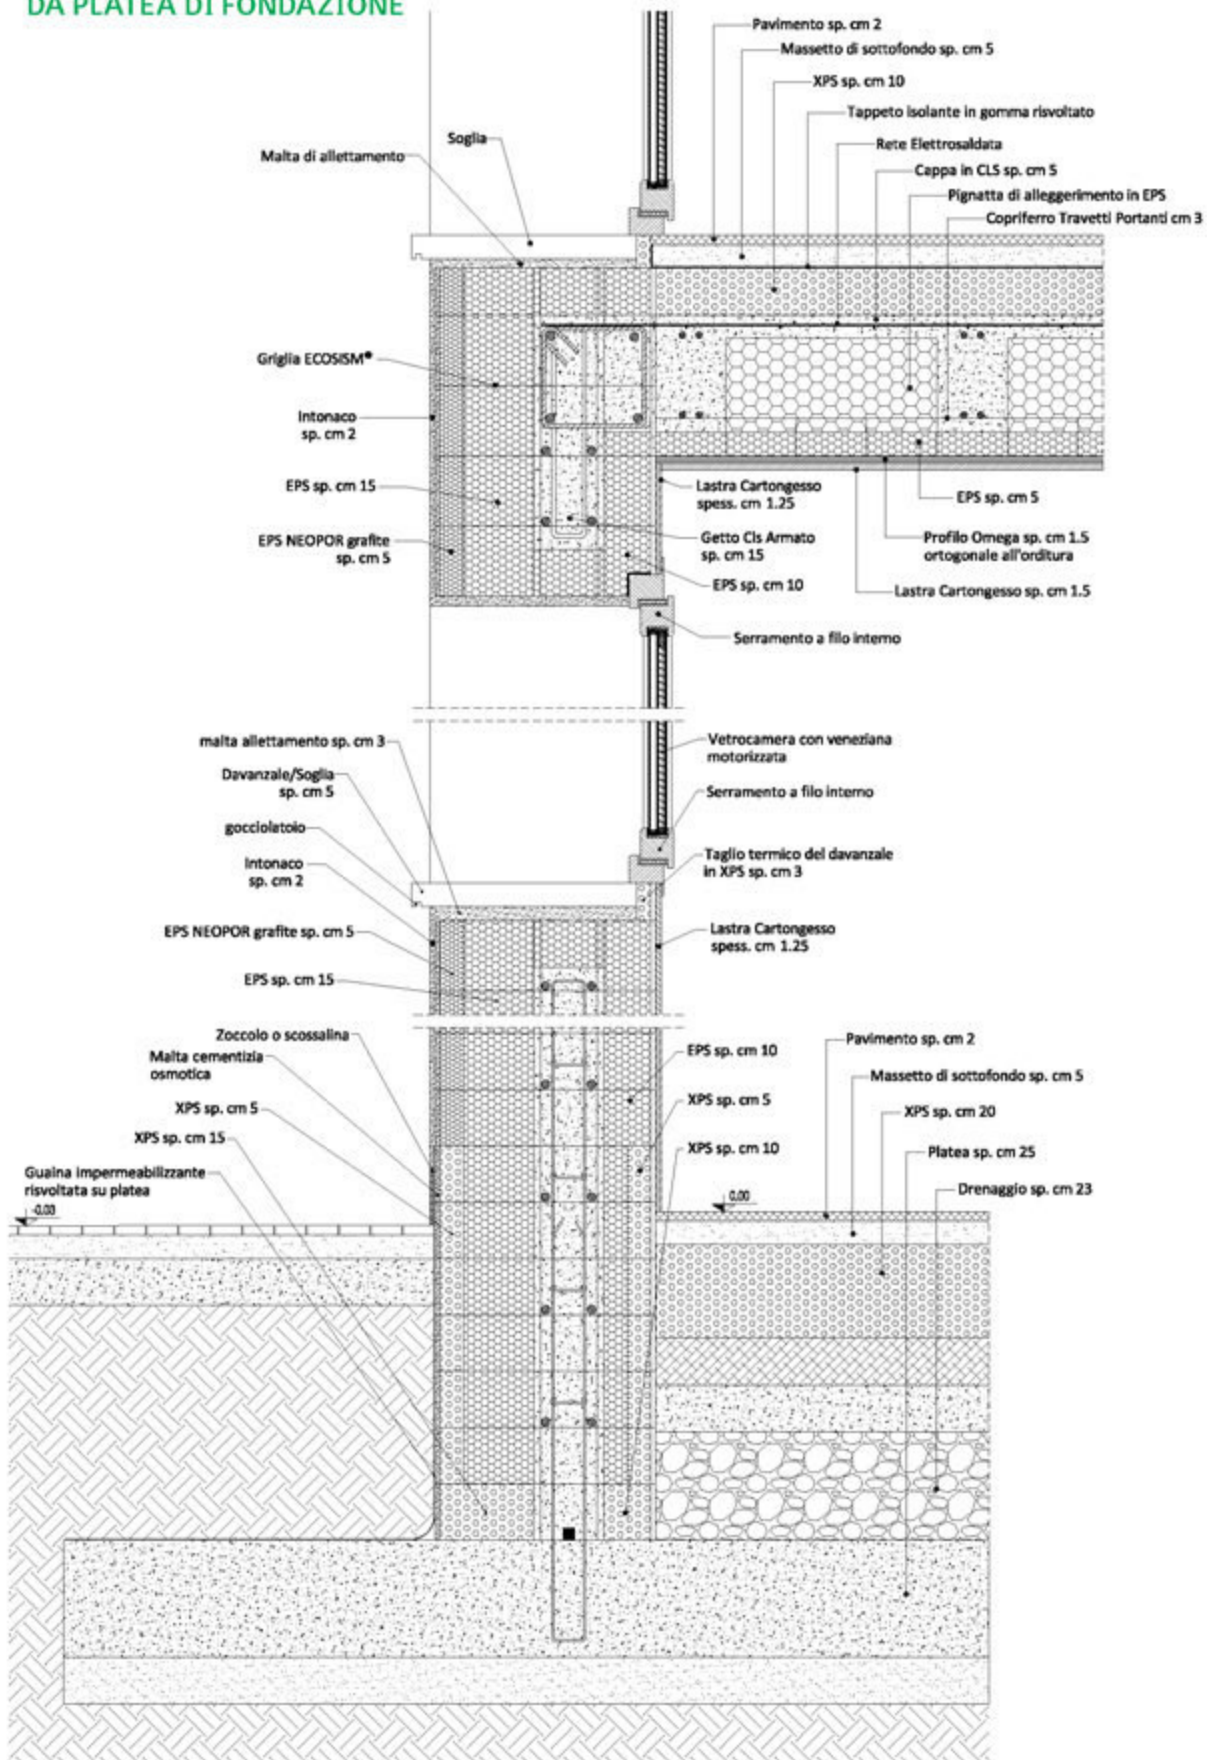 DA PLATEA DI FONDAZIONE
Pavimento sp. cm 2
Massetto di sottofondo sp. cm 5
XPS sp. cm 10
Tappeto isolante in gomma risvoltato
Rete Elettrosaldata
Cappa in CLS sp. cm 5
Pignatta di alleggerimento in EPS
Copriferro Travetti Portanti cm 3
Soglia
Malta di allettamento
Griglia ECOSISM®
Intonaco
sp. cm 2
EPS sp. cm 15
EPS NEOPOR grafite
sp. cm 5
Lastra Cartongesso
spess. cm 1.25
Getto Cls Armato
sp. cm 15
EPS sp. cm 10
EPS sp. cm 5
Profilo Omega sp. cm 1.5
ortogonale all'orditura
Lastra Cartongesso sp. cm 1.5
Serramento a filo interno
malta allettamento sp. cm 3
Davanzale/Soglia
sp. cm 5
gocciolatoio
Intonaco
sp. cm 2
EPS NEOPOR grafite sp. cm 5
EPS sp. cm 15
Vetrocamera con veneziana
motorizzata
Serramento a filo interno
Taglio termico del davanzale
in XPS sp. cm 3
Lastra Cartongesso
spess. cm 1.25
Zoccolo o scossalina
Malta cementizia
osmotica
XPS sp. cm 5
XPS sp. cm 15
Guaina impermeabilizzante
risvoltata su platea
-0.03
EPS sp. cm 10
XPS sp. cm 5
XPS sp. cm 10
0.00
Pavimento sp. cm 2
Massetto di sottofondo sp. cm 5
XPS sp. cm 20
Platea sp. cm 25
Drenaggio sp. cm 23